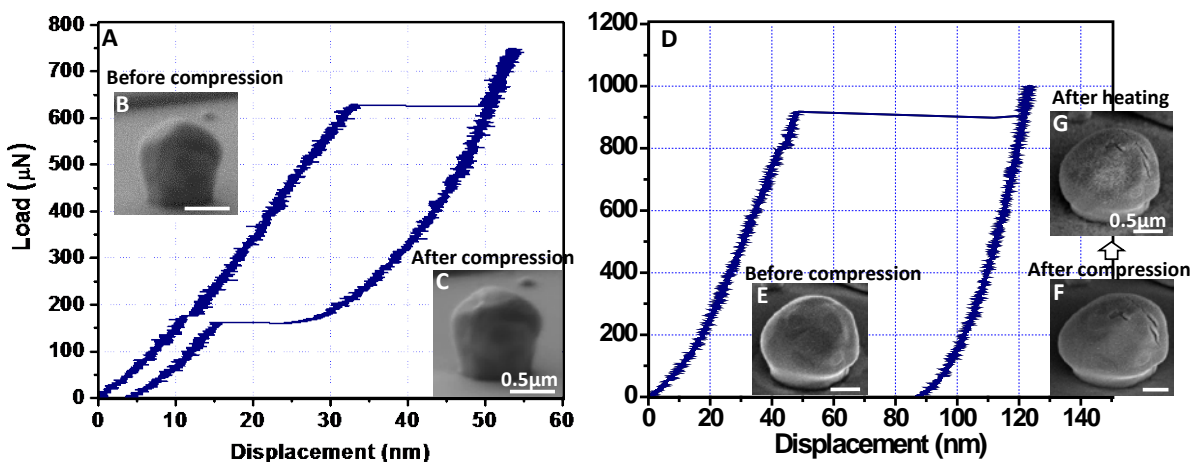 A
800
700
600
500
400
300
200
100
0
Load (μN)
0 10 20 30 40 50 60
Displacement (nm)
Before compression
B
After compression
C
0.5μm
D
1200
1000
800
600
400
200
0
0 20 40 60 80 100 120 140
Displacement (nm)
Before compression
E
After heating
G
0.5μm
After compression
F